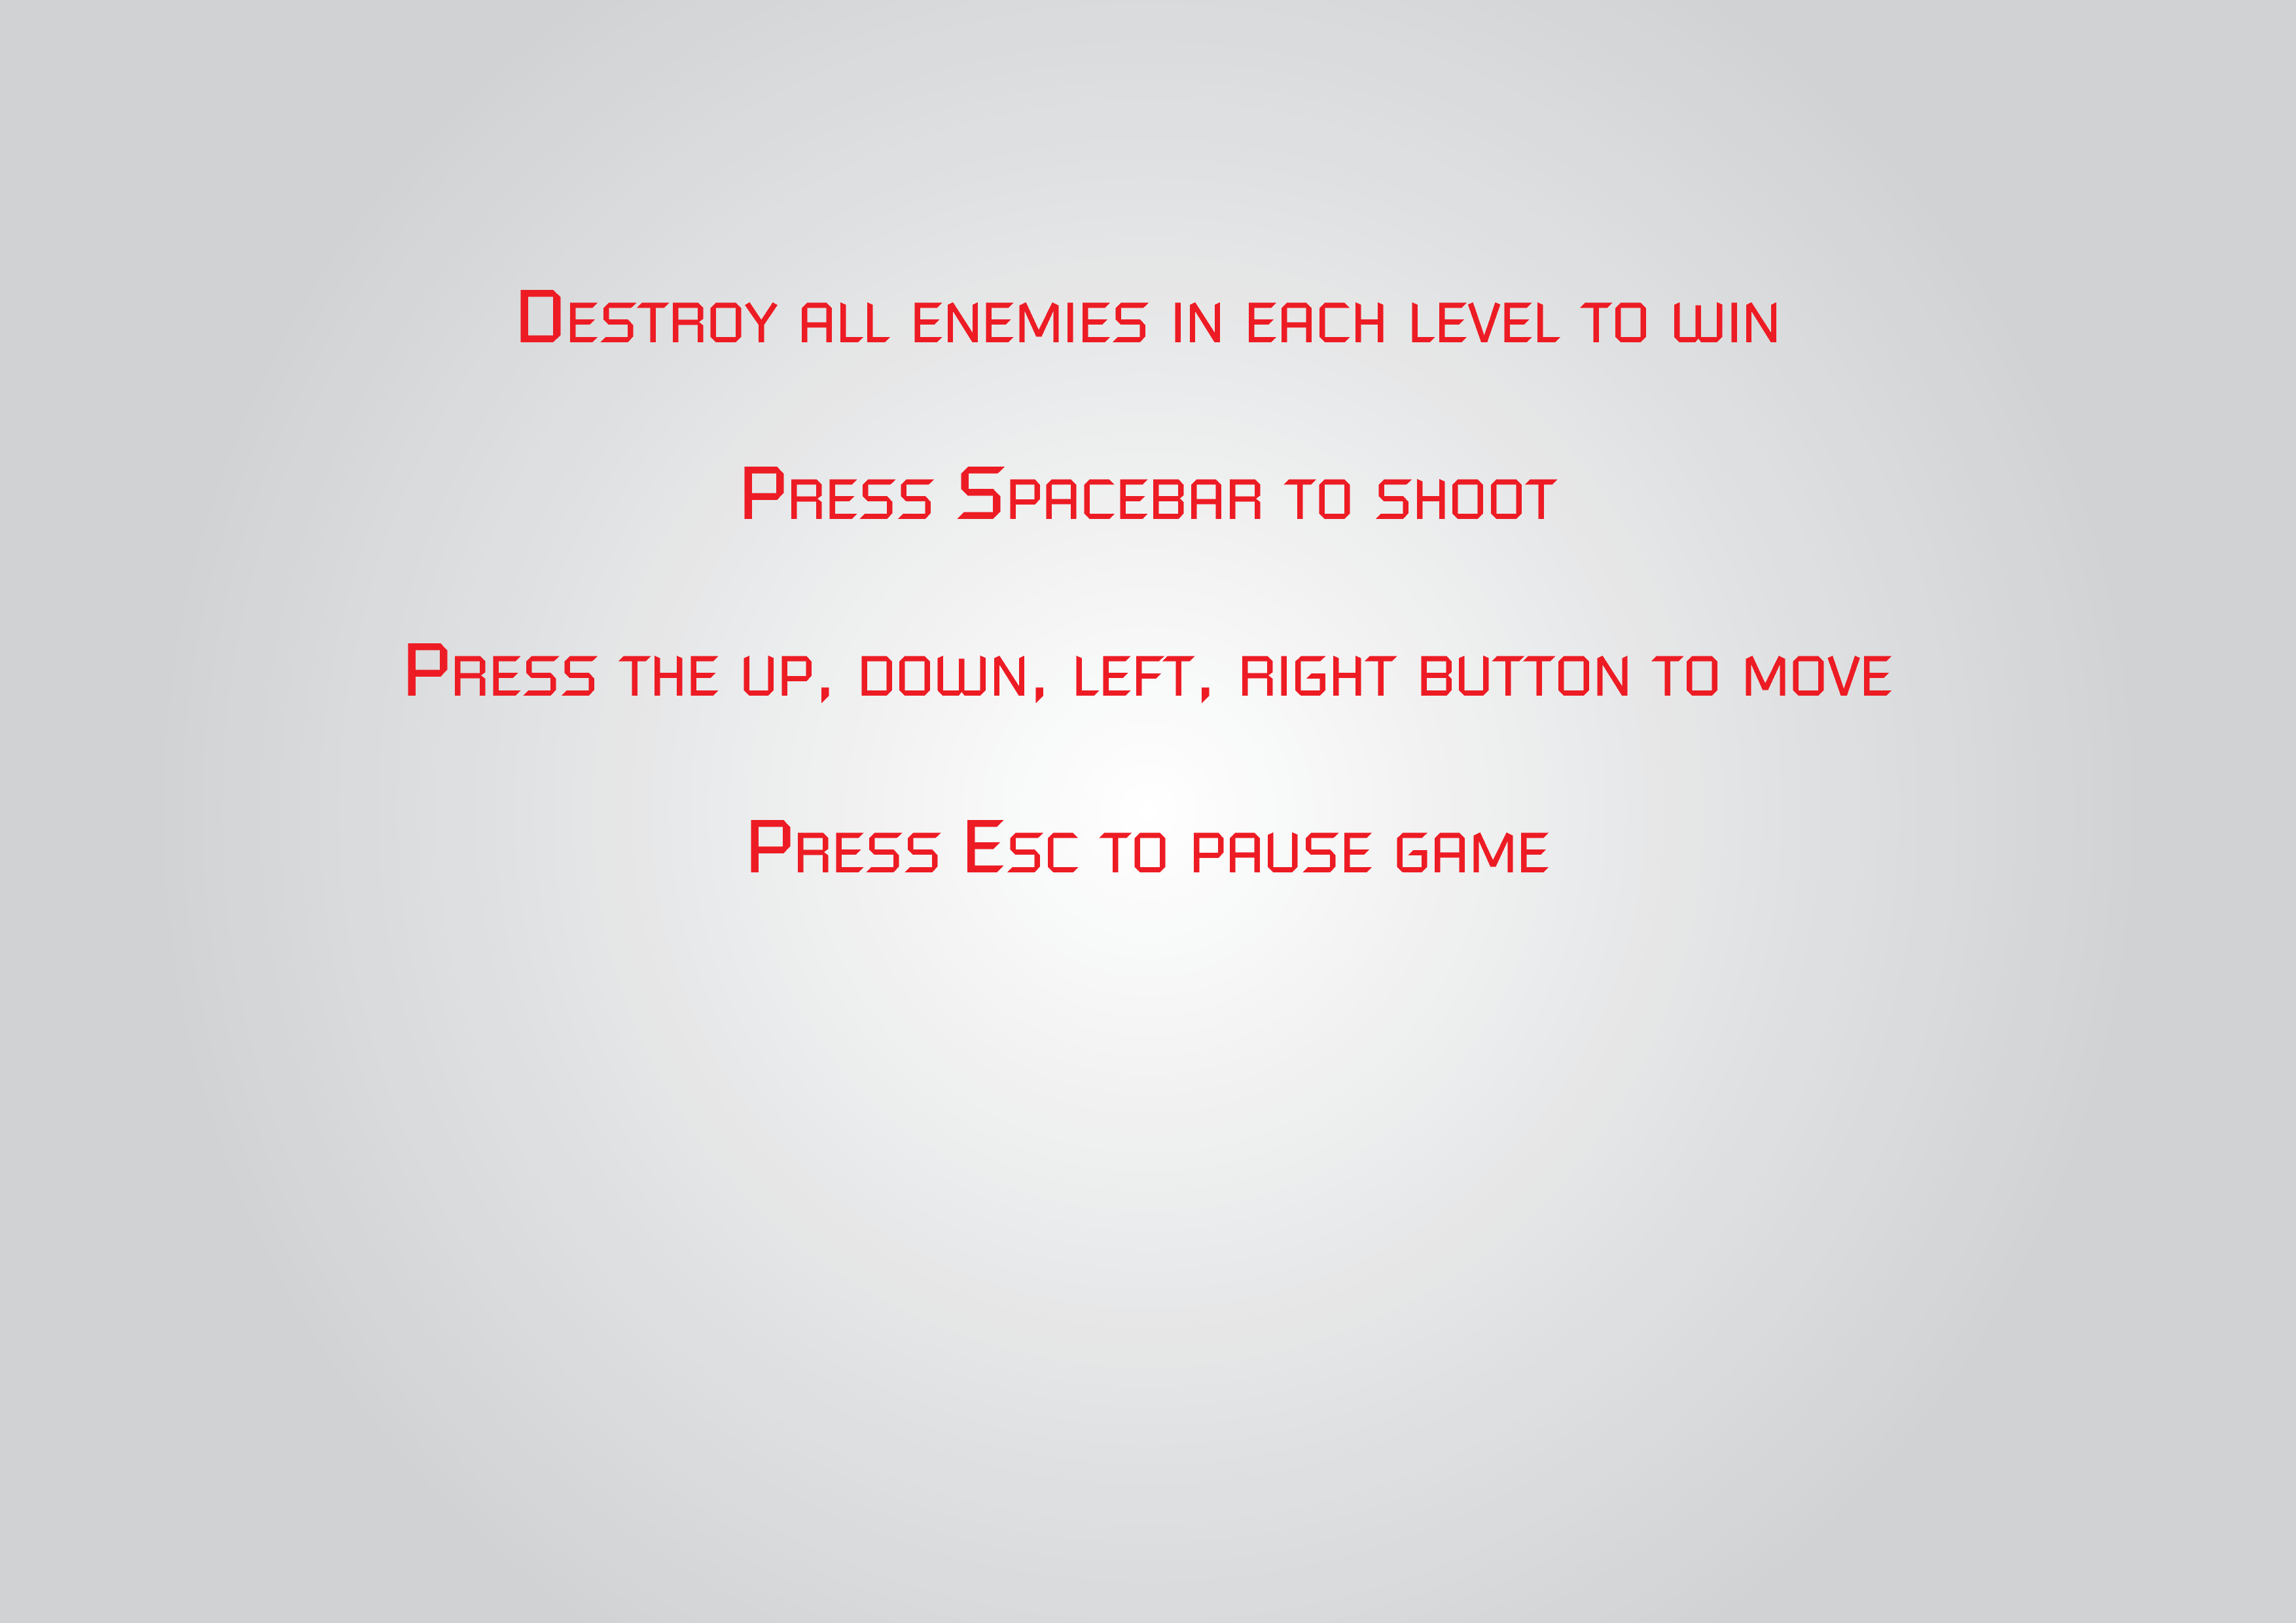 Destroy all enemies in each level to win
Press Spacebar to shoot
Press the up, down, left, right button to move
Press Esc to pause game